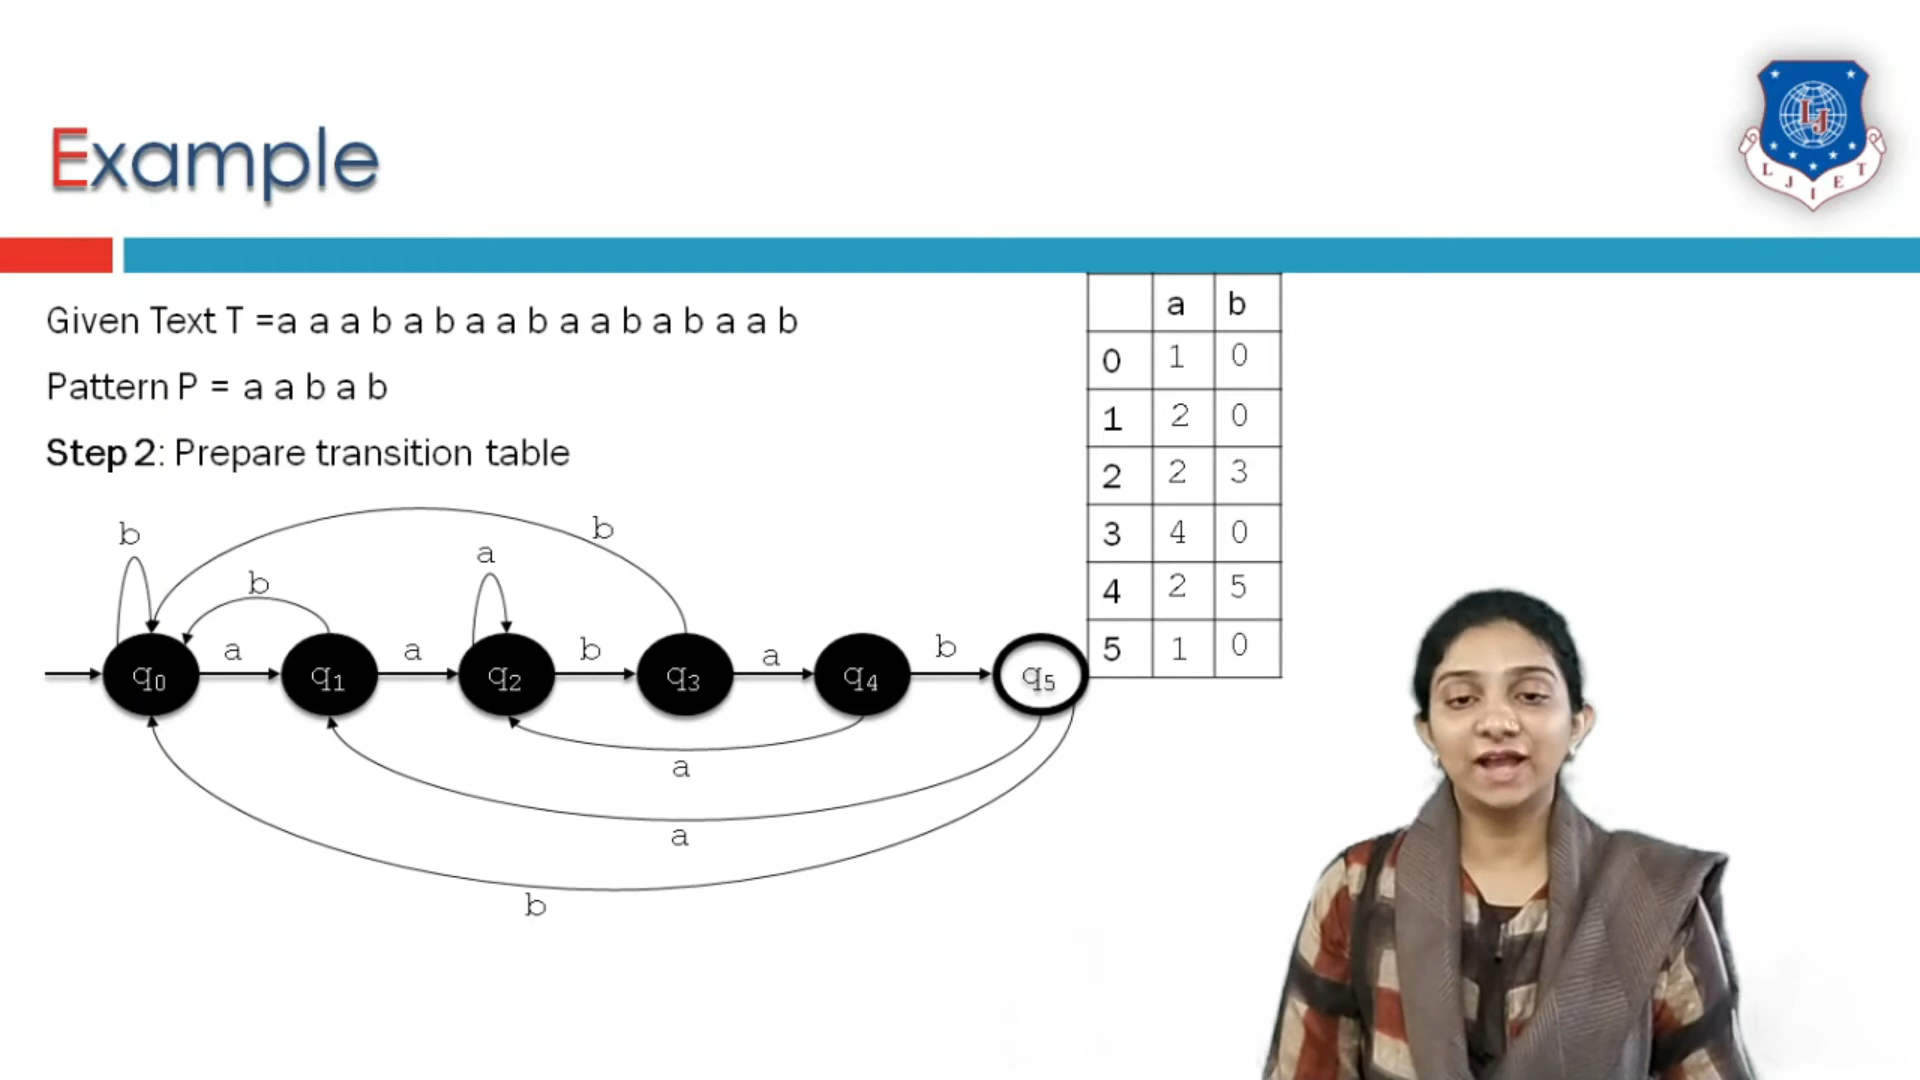 Example
L J I E T
LJ
Given Text T =a a a b a b a a b a a b a b a a b
Pattern P = a a b a b
Step 2: Prepare transition table
a b
0 1 0
1 2 0
2 2 3
3 4 0
4 2 5
5 1 0
b
b
a
b
q0 a q1 a q2 b q3 a q4 b q5
a
a
b